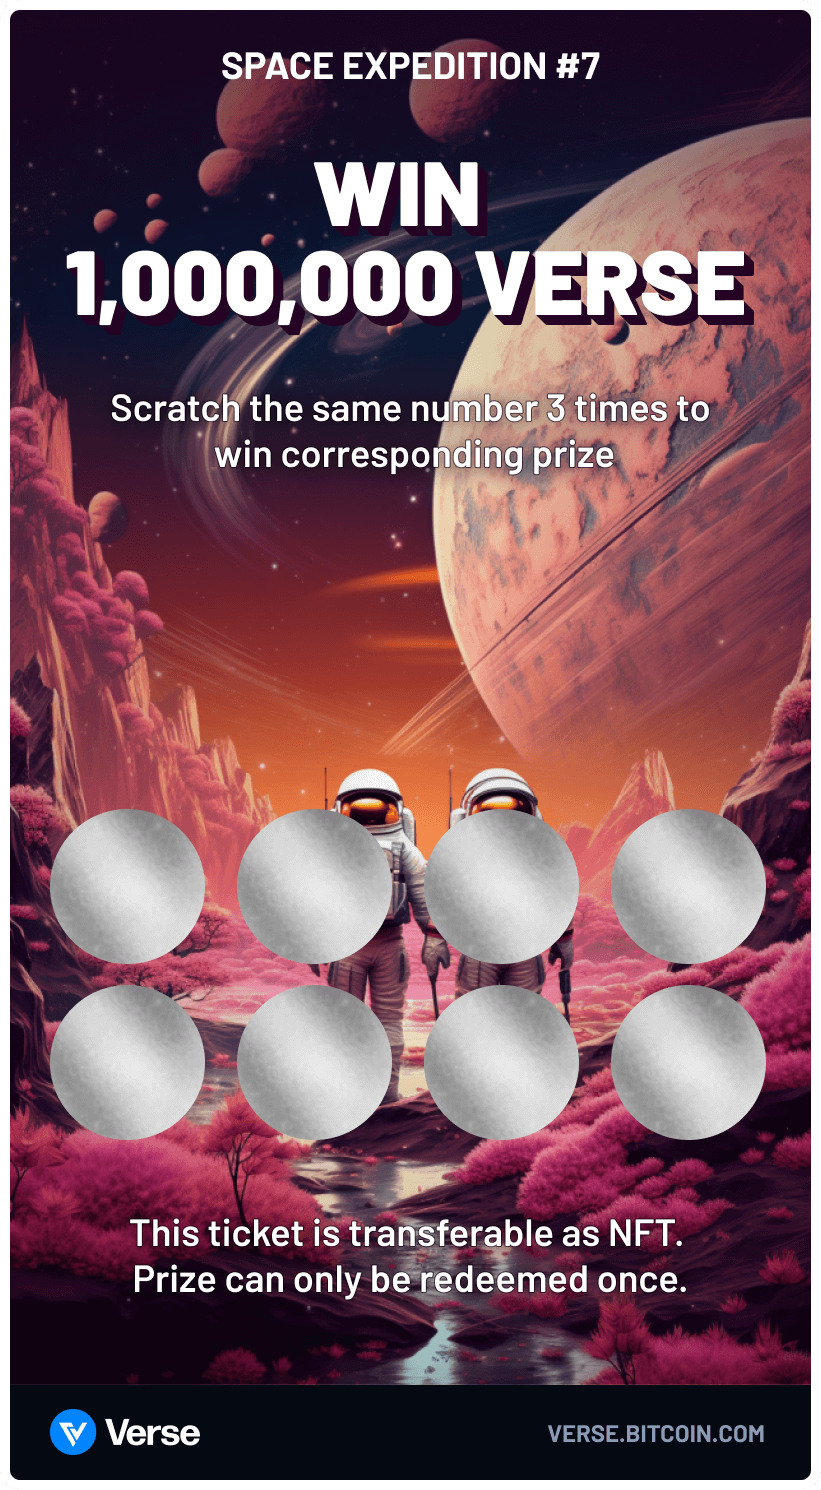 SPACE EXPEDITION #7
WIN
1,000,000 VERSE
Scratch the same number 3 times to
win corresponding prize
This ticket is transferable as NFT.
Prize can only be redeemed once.
Verse
VERSE.BITCOIN.COM